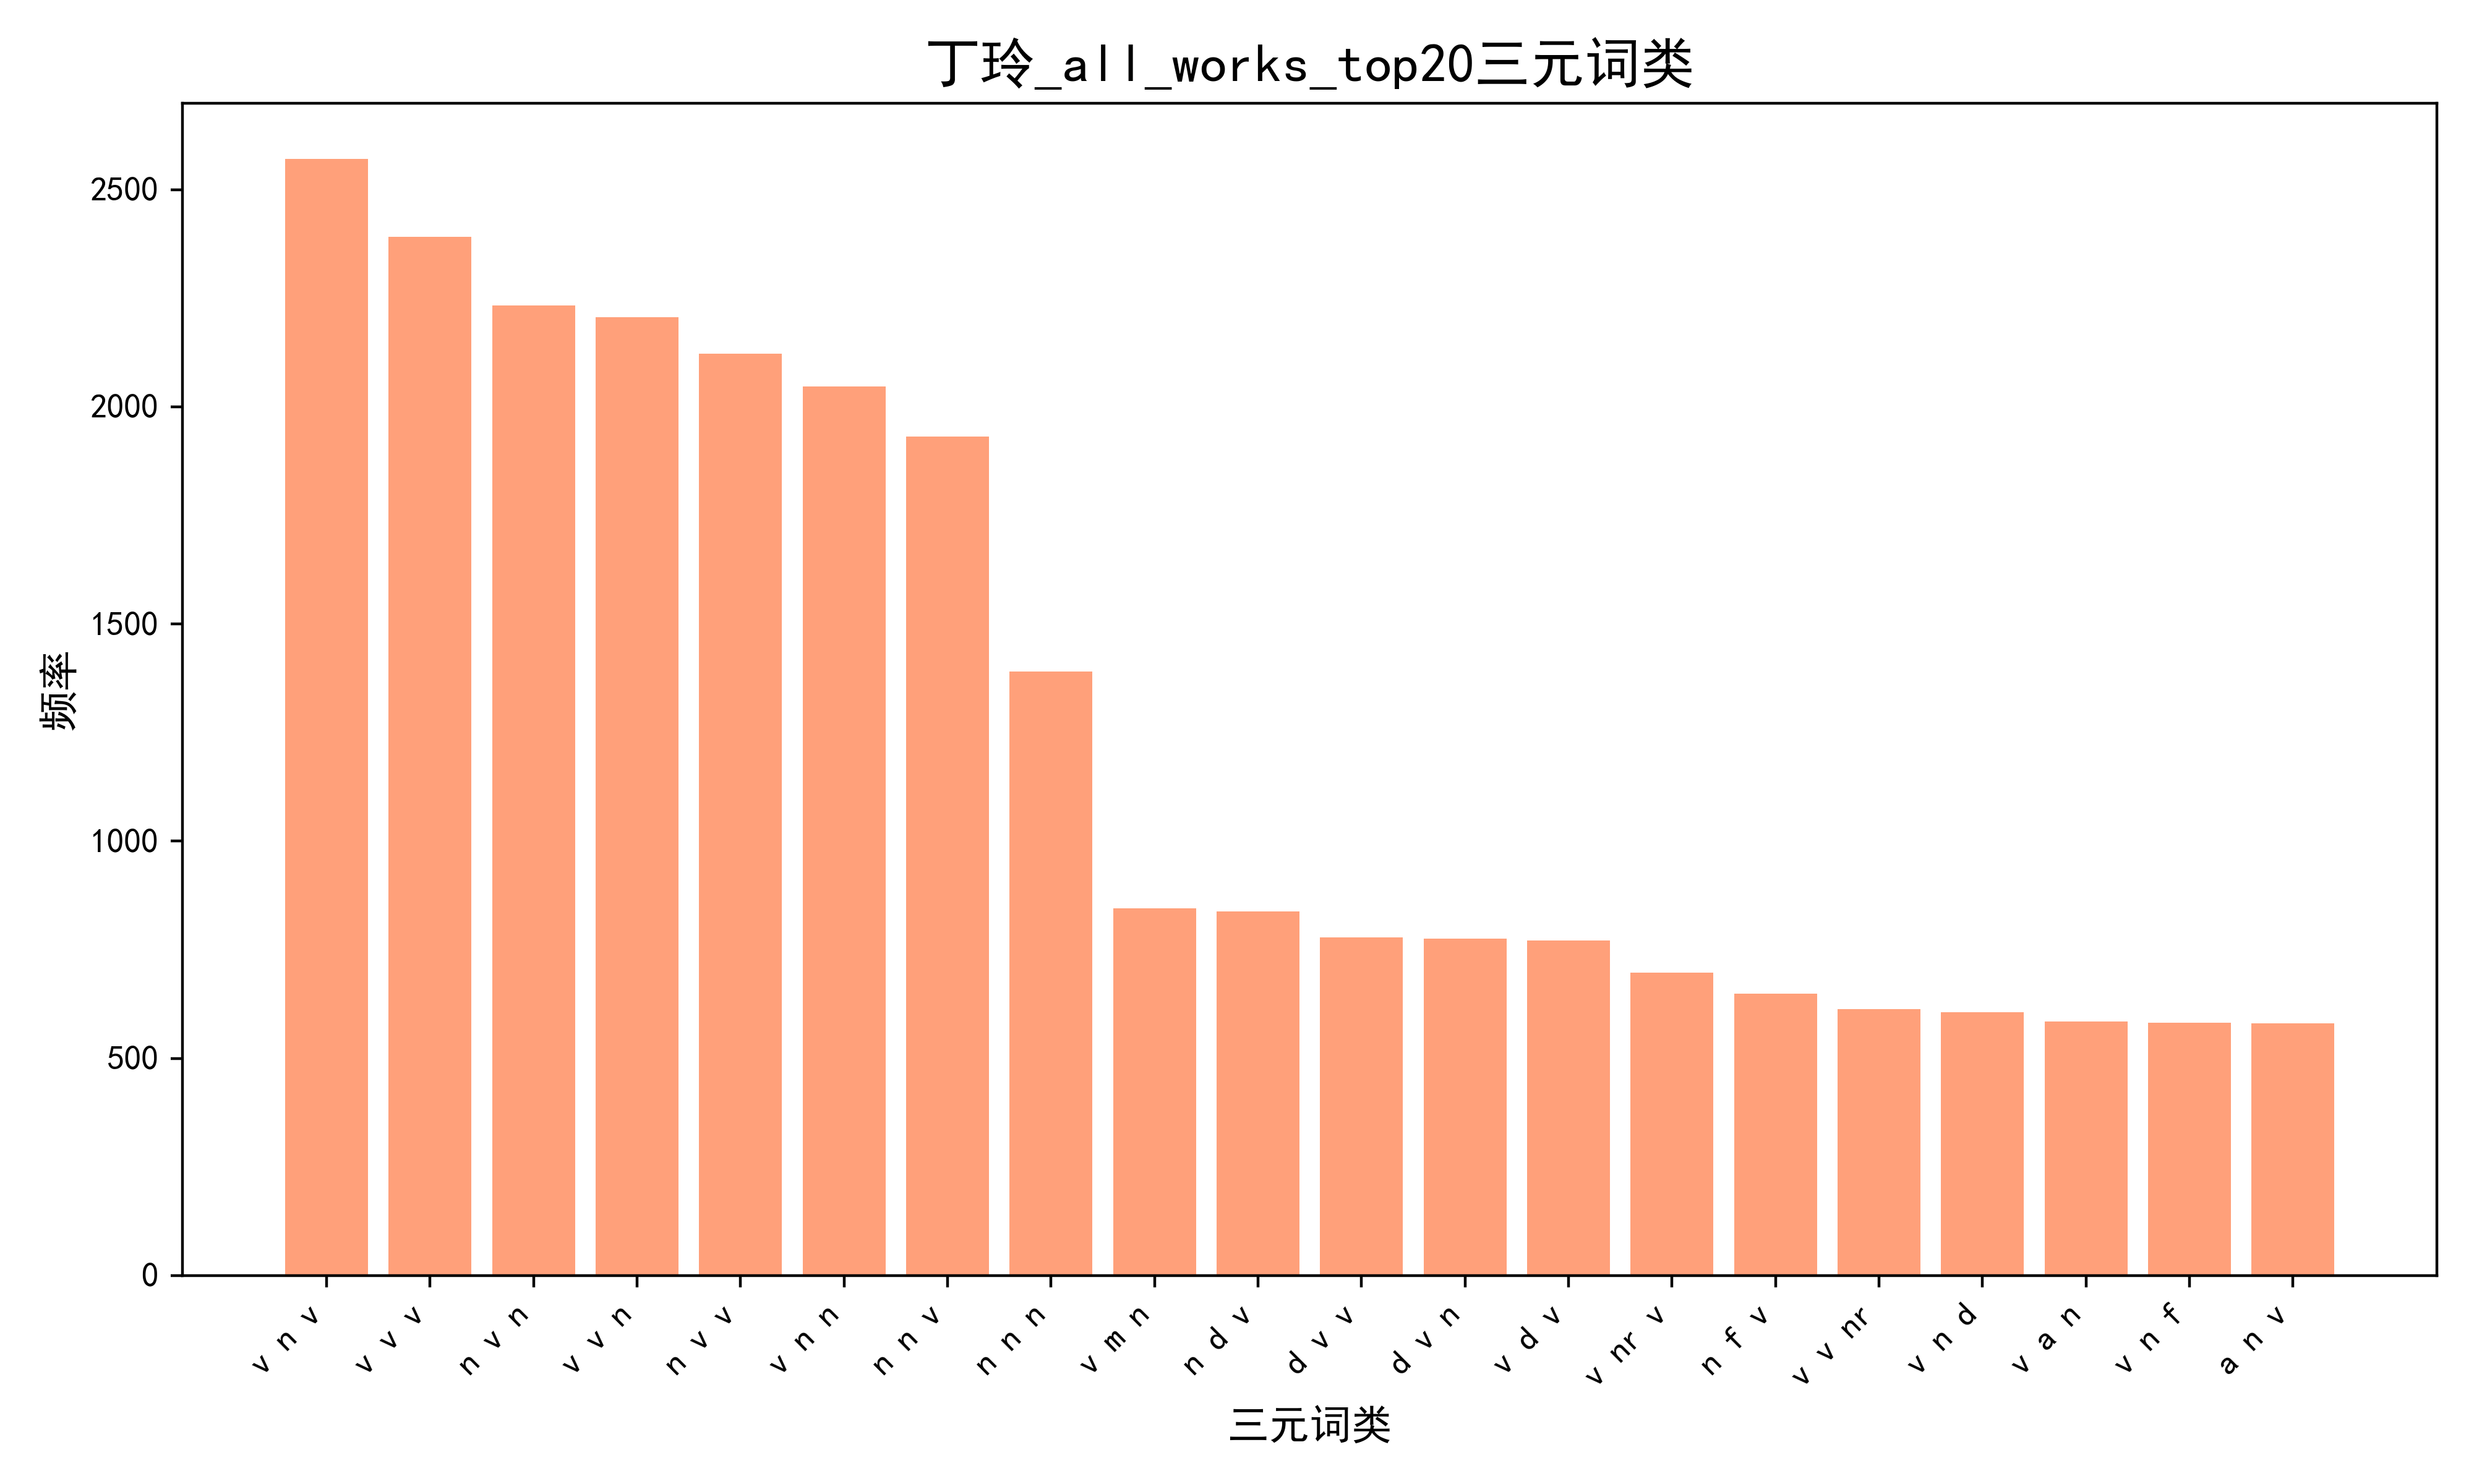 丁玲_all_works_top20三元词类
频率
2500
2000
1500
1000
500
0
v n v
v v v
n v n
v v n
n v v
v n n
n n v
n n n
v m n
n d v
d v v
d v n
v d v
v nr v
n f v
v v nr
v n d
v a n
v n f
a n v
三元词类